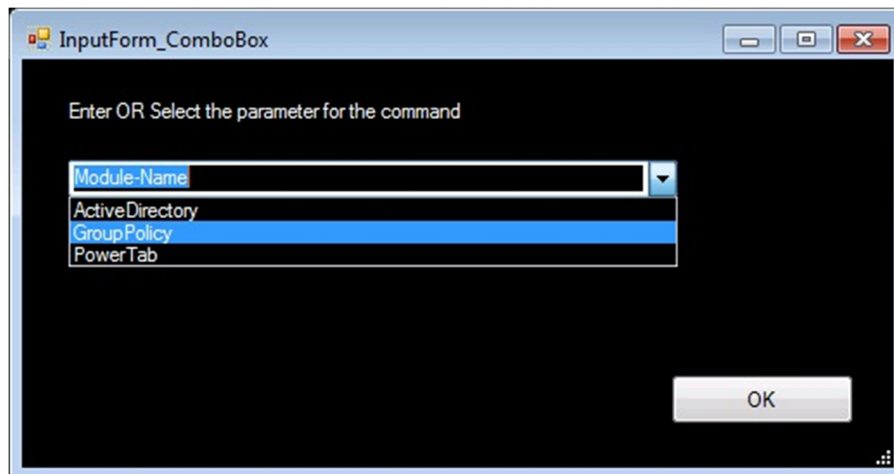 InputForm_ComboBox
Enter OR Select the parameter for the command
Module-Name
ActiveDirectory
GroupPolicy
PowerTab
OK